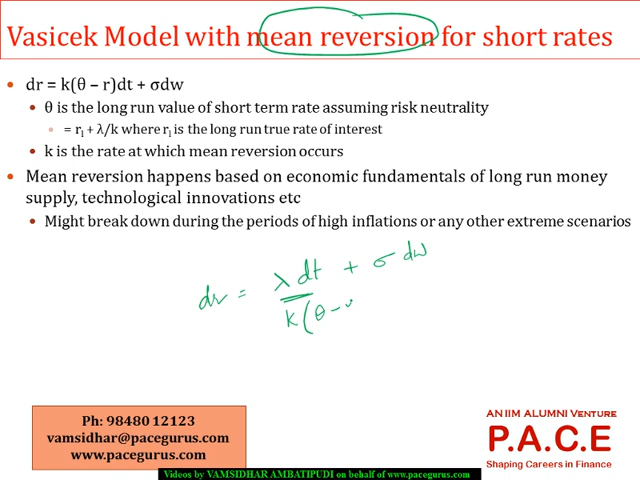 Vasicek Model with mean reversion for short rates
dr = k(θ – r)dt + σdw
θ is the long run value of short term rate assuming risk neutrality
= r₁ + λ/k where r₁ is the long run true rate of interest
k is the rate at which mean reversion occurs
Mean reversion happens based on economic fundamentals of long run money
supply, technological innovations etc
Might break down during the periods of high inflations or any other extreme scenarios
dr = λ dt + σ dw
k(θ –
Ph: 98480 12123
vamsidhar@pacegurus.com
www.pacegurus.com
AN IIM ALUMNI VENTURE
P.A.C.E
Shaping Careers in Finance
Videos by VAMSIDHAR AMBATIPUDI on behalf of www.pacegurus.com